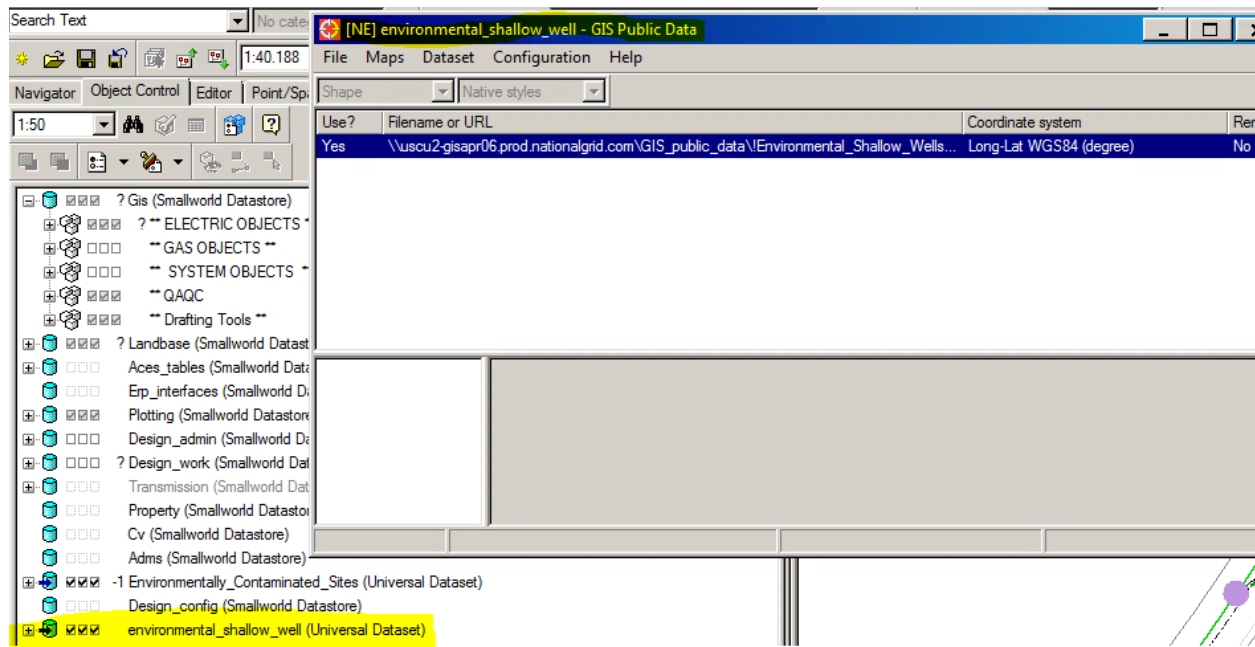 Search Text
No cate
1:40.188
Navigator Object Control Editor Point/Spa
1:50
? Gis (Smallworld Datastore)
? ** ELECTRIC OBJECTS *
** GAS OBJECTS **
** SYSTEM OBJECTS *
** QAQC
** Drafting Tools **
? Landbase (Smallworld Datast
Aces_tables (Smallworld Data
Erp_interfaces (Smallworld Da
Plotting (Smallworld Datastore
Design_admin (Smallworld Da
? Design_work (Smallworld Dat
Transmission (Smallworld Dat
Property (Smallworld Datastor
Cv (Smallworld Datastore)
Adms (Smallworld Datastore)
-1 Environmentally_Contaminated_Sites (Universal Dataset)
Design_config (Smallworld Datastore)
environmental_shallow_well (Universal Dataset)
[NE] environmental_shallow_well - GIS Public Data
File Maps Dataset Configuration Help
Shape Native styles
Use? Filename or URL Coordinate system Rer
Yes \\uscu2-gisapr06.prod.nationalgrid.com\GIS_public_data\!Environmental_Shallow_Wells... Long-Lat WGS84 (degree) No